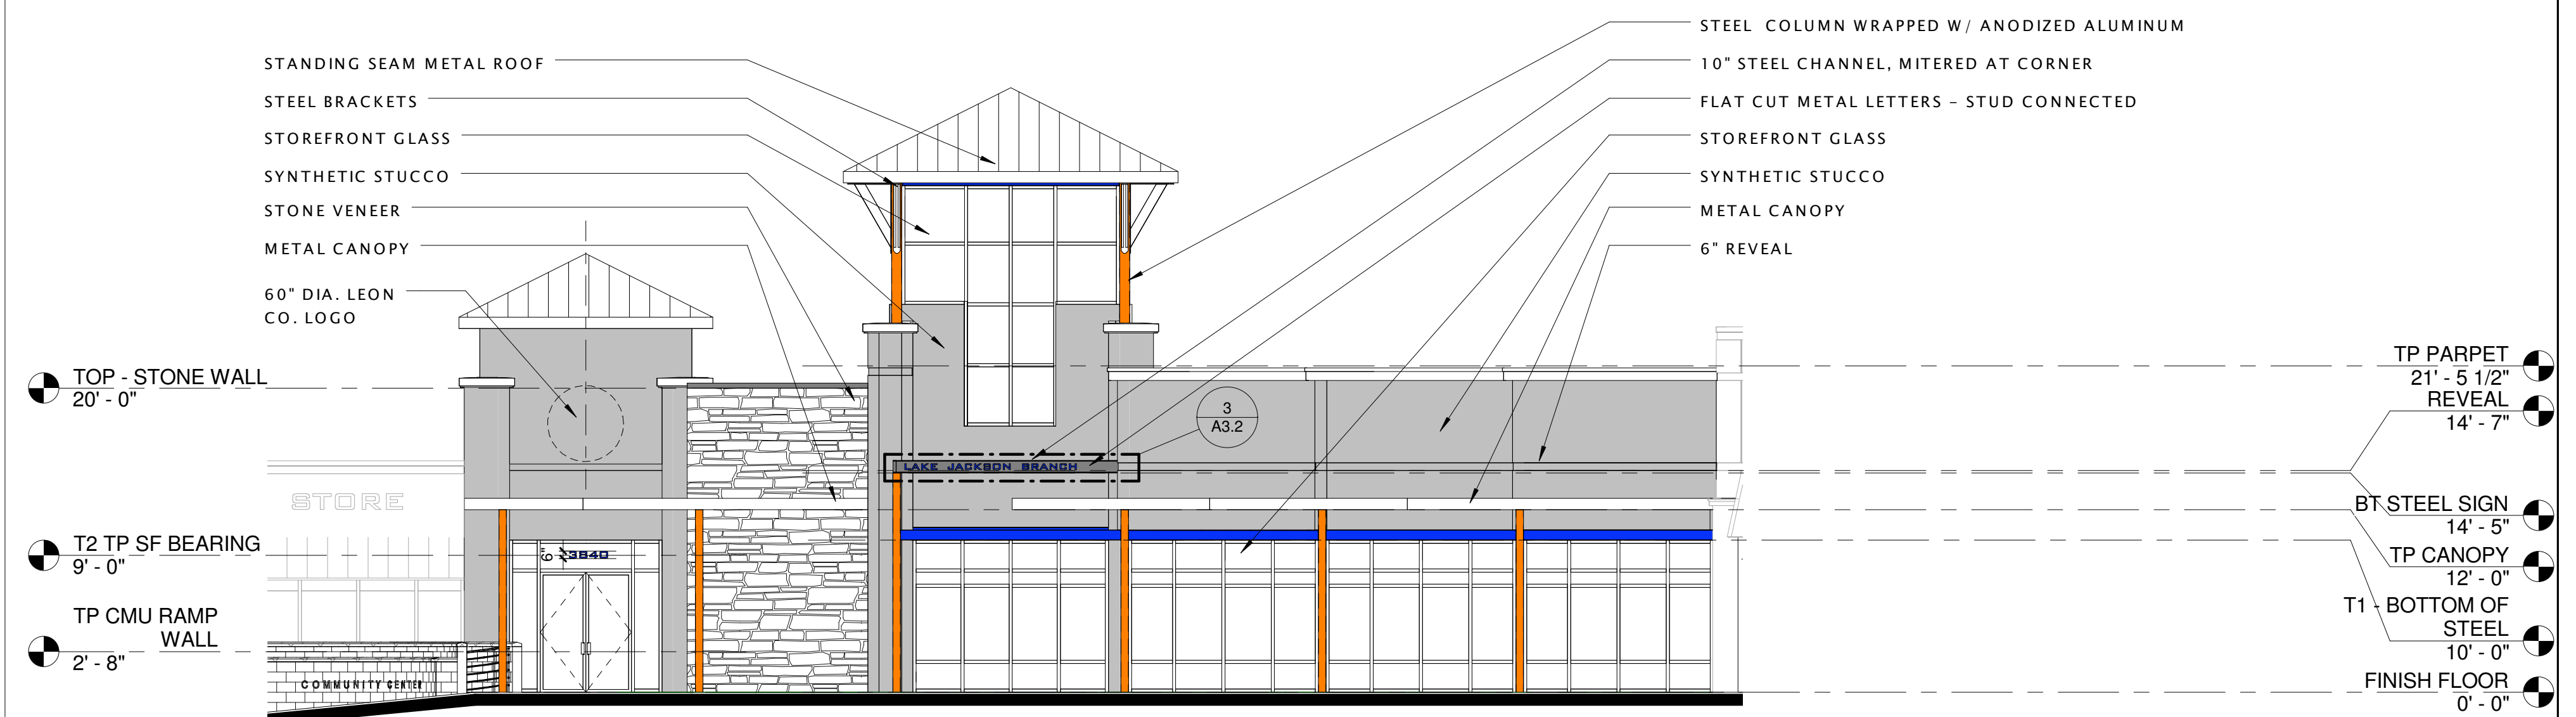 STANDING SEAM METAL ROOF
STEEL BRACKETS
STOREFRONT GLASS
SYNTHETIC STUCCO
STONE VENEER
METAL CANOPY
60" DIA. LEON
CO. LOGO
STEEL COLUMN WRAPPED W/ ANODIZED ALUMINUM
10" STEEL CHANNEL, MITERED AT CORNER
FLAT CUT METAL LETTERS – STUD CONNECTED
STOREFRONT GLASS
SYNTHETIC STUCCO
METAL CANOPY
6" REVEAL
TOP - STONE WALL
20' - 0"
T2 TP SF BEARING
9' - 0"
TP CMU RAMP
WALL
2' - 8"
STORE
COMMUNITY CENTER
6"
3840
LAKE JACKSON BRANCH
3
A3.2
TP PARPET
21' - 5 1/2"
REVEAL
14' - 7"
BT STEEL SIGN
14' - 5"
TP CANOPY
12' - 0"
T1 - BOTTOM OF
STEEL
10' - 0"
FINISH FLOOR
0' - 0"